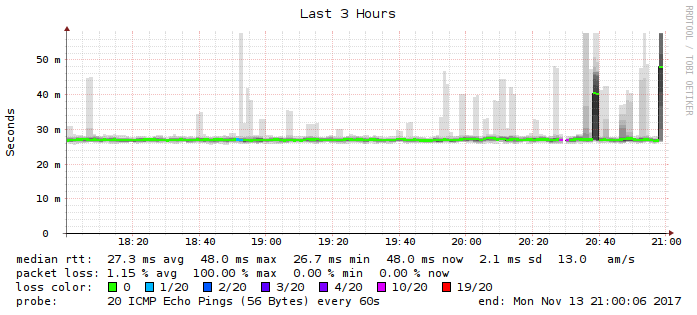 Last 3 Hours
RRDTOOL / TOBI OETIKER
Seconds
50 m
40 m
30 m
20 m
10 m
0
18:20 18:40 19:00 19:20 19:40 20:00 20:20 20:40 21:00
median rtt: 27.3 ms avg 48.0 ms max 26.7 ms min 48.0 ms now 2.1 ms sd 13.0 am/s
packet loss: 1.15 % avg 100.00 % max 0.00 % min 0.00 % now
loss color: 0 1/20 2/20 3/20 4/20 10/20 19/20
probe: 20 ICMP Echo Pings (56 Bytes) every 60s end: Mon Nov 13 21:00:06 2017